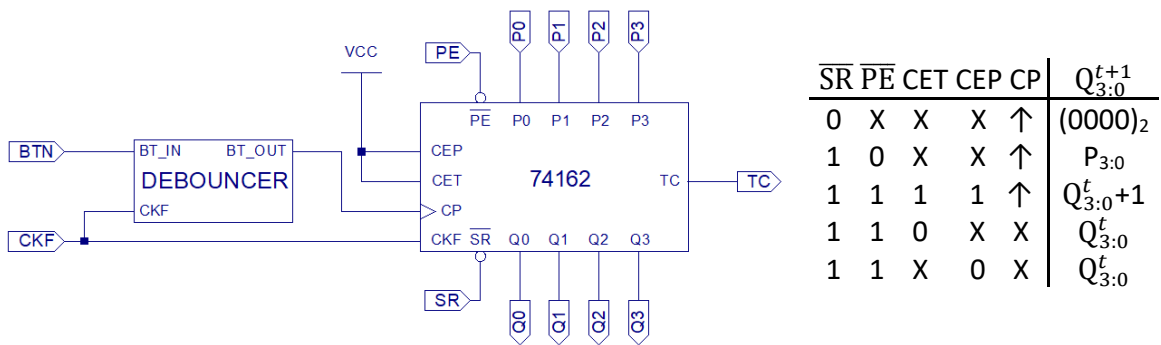 P0 P1 P2 P3
VCC
PE
PE P0 P1 P2 P3
BTN
BT_IN BT_OUT
DEBOUNCER
CKF
CEP
CET
CP
74162
TC
TC
CKF
CKF SR Q0 Q1 Q2 Q3
SR
Q0 Q1 Q2 Q3
S̅R̅ P̅E̅ CET CEP CP Q₃:₀ᵗ⁺¹
0 X X X ↑ (0000)₂
1 0 X X ↑ P₃:₀
1 1 1 1 ↑ Q₃:₀ᵗ+1
1 1 0 X X Q₃:₀ᵗ
1 1 X 0 X Q₃:₀ᵗ